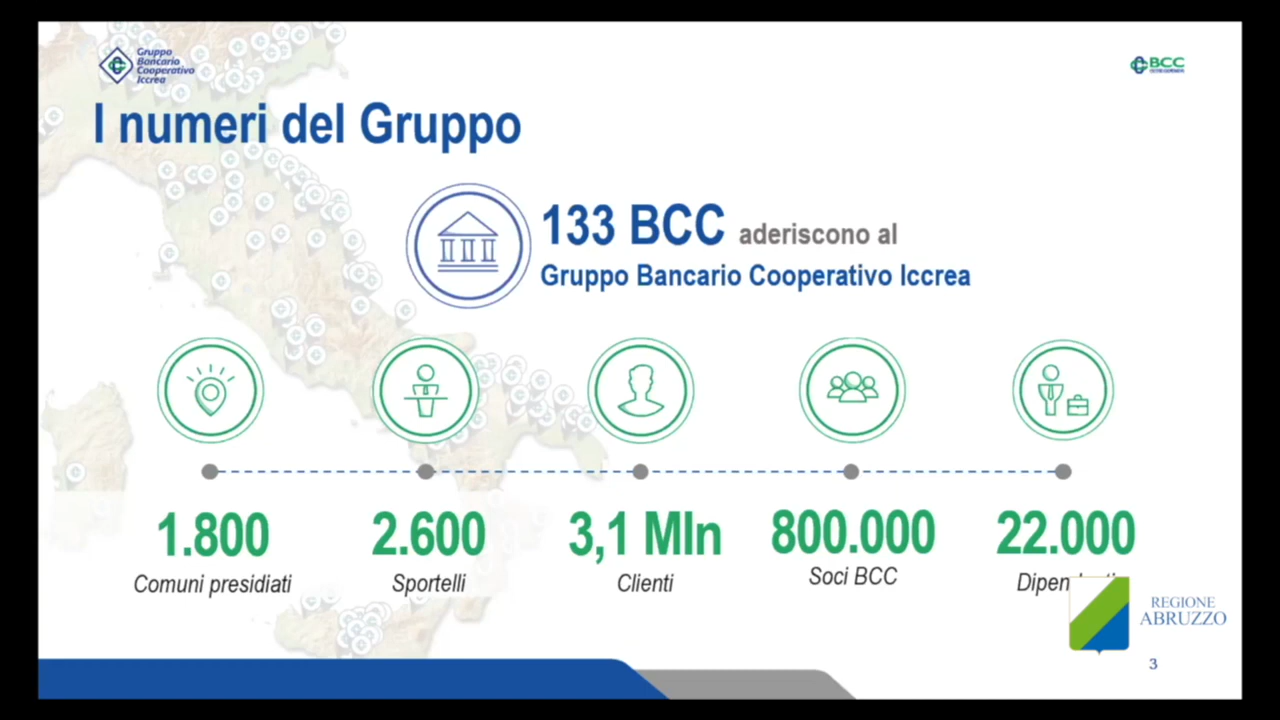 Gruppo
Bancario
Cooperativo
Iccrea
BCC
I numeri del Gruppo
133 BCC aderiscono al
Gruppo Bancario Cooperativo Iccrea
1.800
Comuni presidiati
2.600
Sportelli
3,1 Mln
Clienti
800.000
Soci BCC
22.000
REGIONE
ABRUZZO
3